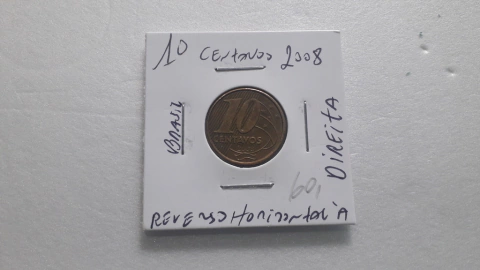 10 CENTAVOS 2008
BRASIL
10
CENTAVOS
60,
DIREITA
REVERSO HORIZONTAL À